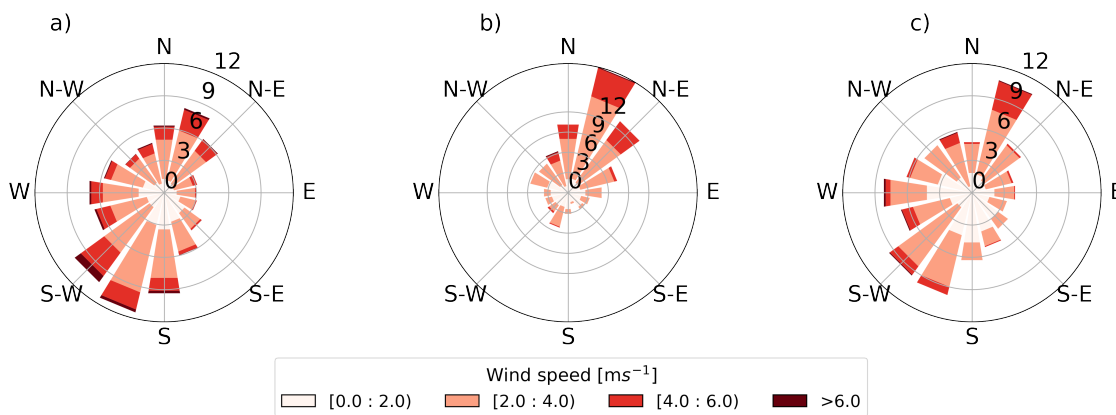 a)
b)
c)
N
N-E
E
S-E
S
S-W
W
N-W
0
3
6
9
12
N
N-E
E
S-E
S
S-W
W
N-W
0
3
6
9
12
N
N-E
E
S-E
S
S-W
W
N-W
0
3
6
9
12
Wind speed [ms⁻¹]
[0.0 : 2.0) [2.0 : 4.0) [4.0 : 6.0) >6.0